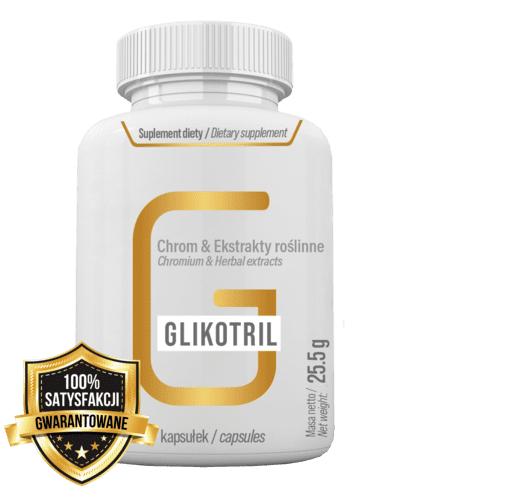 Suplement diety / Dietary supplement
G
Chrom & Ekstrakty roślinne
Chromium & Herbal extracts
GLIKOTRIL
Masa netto /
Net weight: 25.5 g
kapsułek / capsules
100%
SATYSFAKCJI
GWARANTOWANE